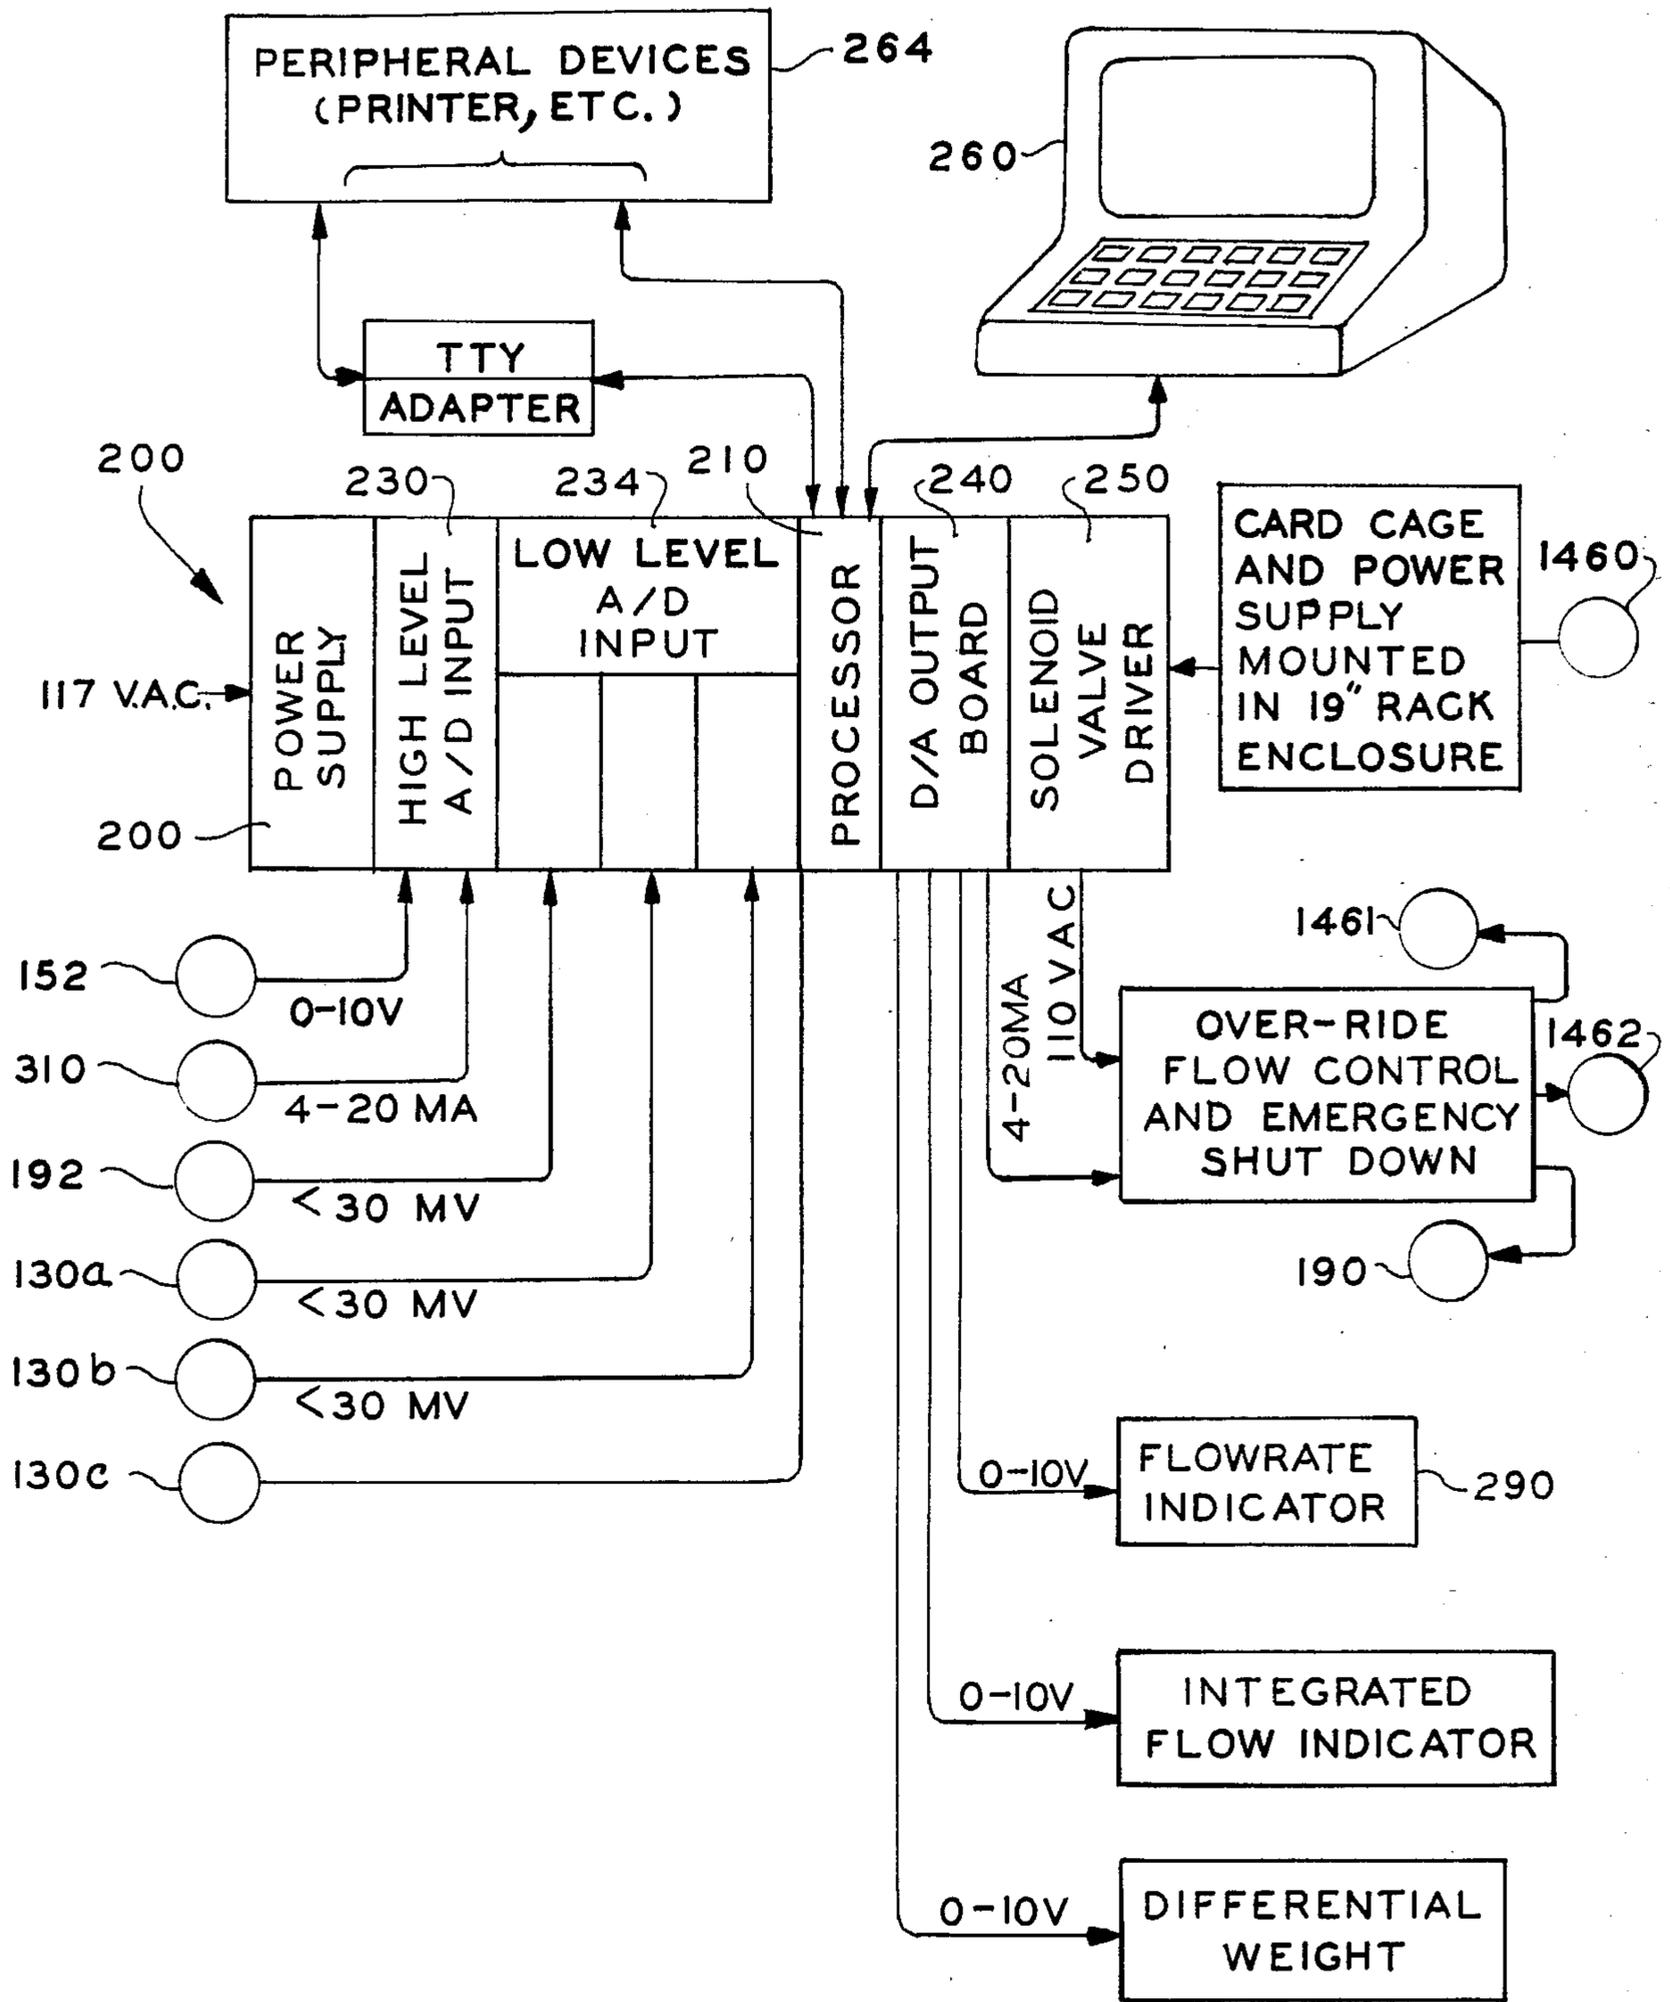 PERIPHERAL DEVICES
(PRINTER, ETC.)
264
260
TTY
ADAPTER
200
230
234
210
240
250
117 V.A.C.
POWER
SUPPLY
200
HIGH LEVEL
A/D INPUT
LOW LEVEL
A/D
INPUT
PROCESSOR
D/A OUTPUT
BOARD
SOLENOID
VALVE
DRIVER
CARD CAGE
AND POWER
SUPPLY
MOUNTED
IN 19" RACK
ENCLOSURE
1460
152
0-10V
310
4-20 MA
192
<30 MV
130a
<30 MV
130b
<30 MV
130c
4-20MA
110 VAC
OVER-RIDE
FLOW CONTROL
AND EMERGENCY
SHUT DOWN
1461
1462
190
0-10V
FLOWRATE
INDICATOR
290
0-10V
INTEGRATED
FLOW INDICATOR
0-10V
DIFFERENTIAL
WEIGHT